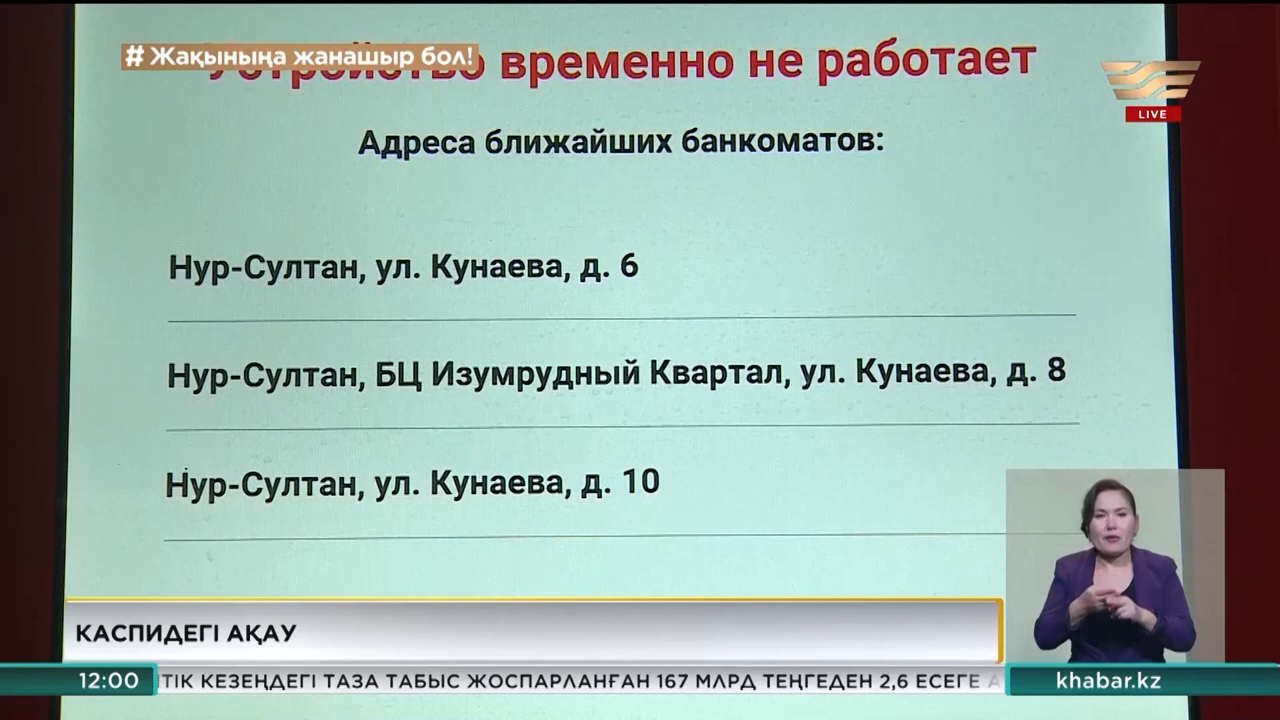 # Жақыныңа жанашыр бол!
временно не работает
LIVE
Адреса ближайших банкоматов:
Нур-Султан, ул. Кунаева, д. 6
Нур-Султан, БЦ Изумрудный Квартал, ул. Кунаева, д. 8
Нур-Султан, ул. Кунаева, д. 10
КАСПИДЕГІ АҚАУ
12:00
КЕЗЕҢДЕГІ ТАЗА ТАБЫС ЖОСПАРЛАНҒАН 167 МЛРД ТЕҢГЕДЕН 2,6 ЕСЕГЕ
khabar.kz